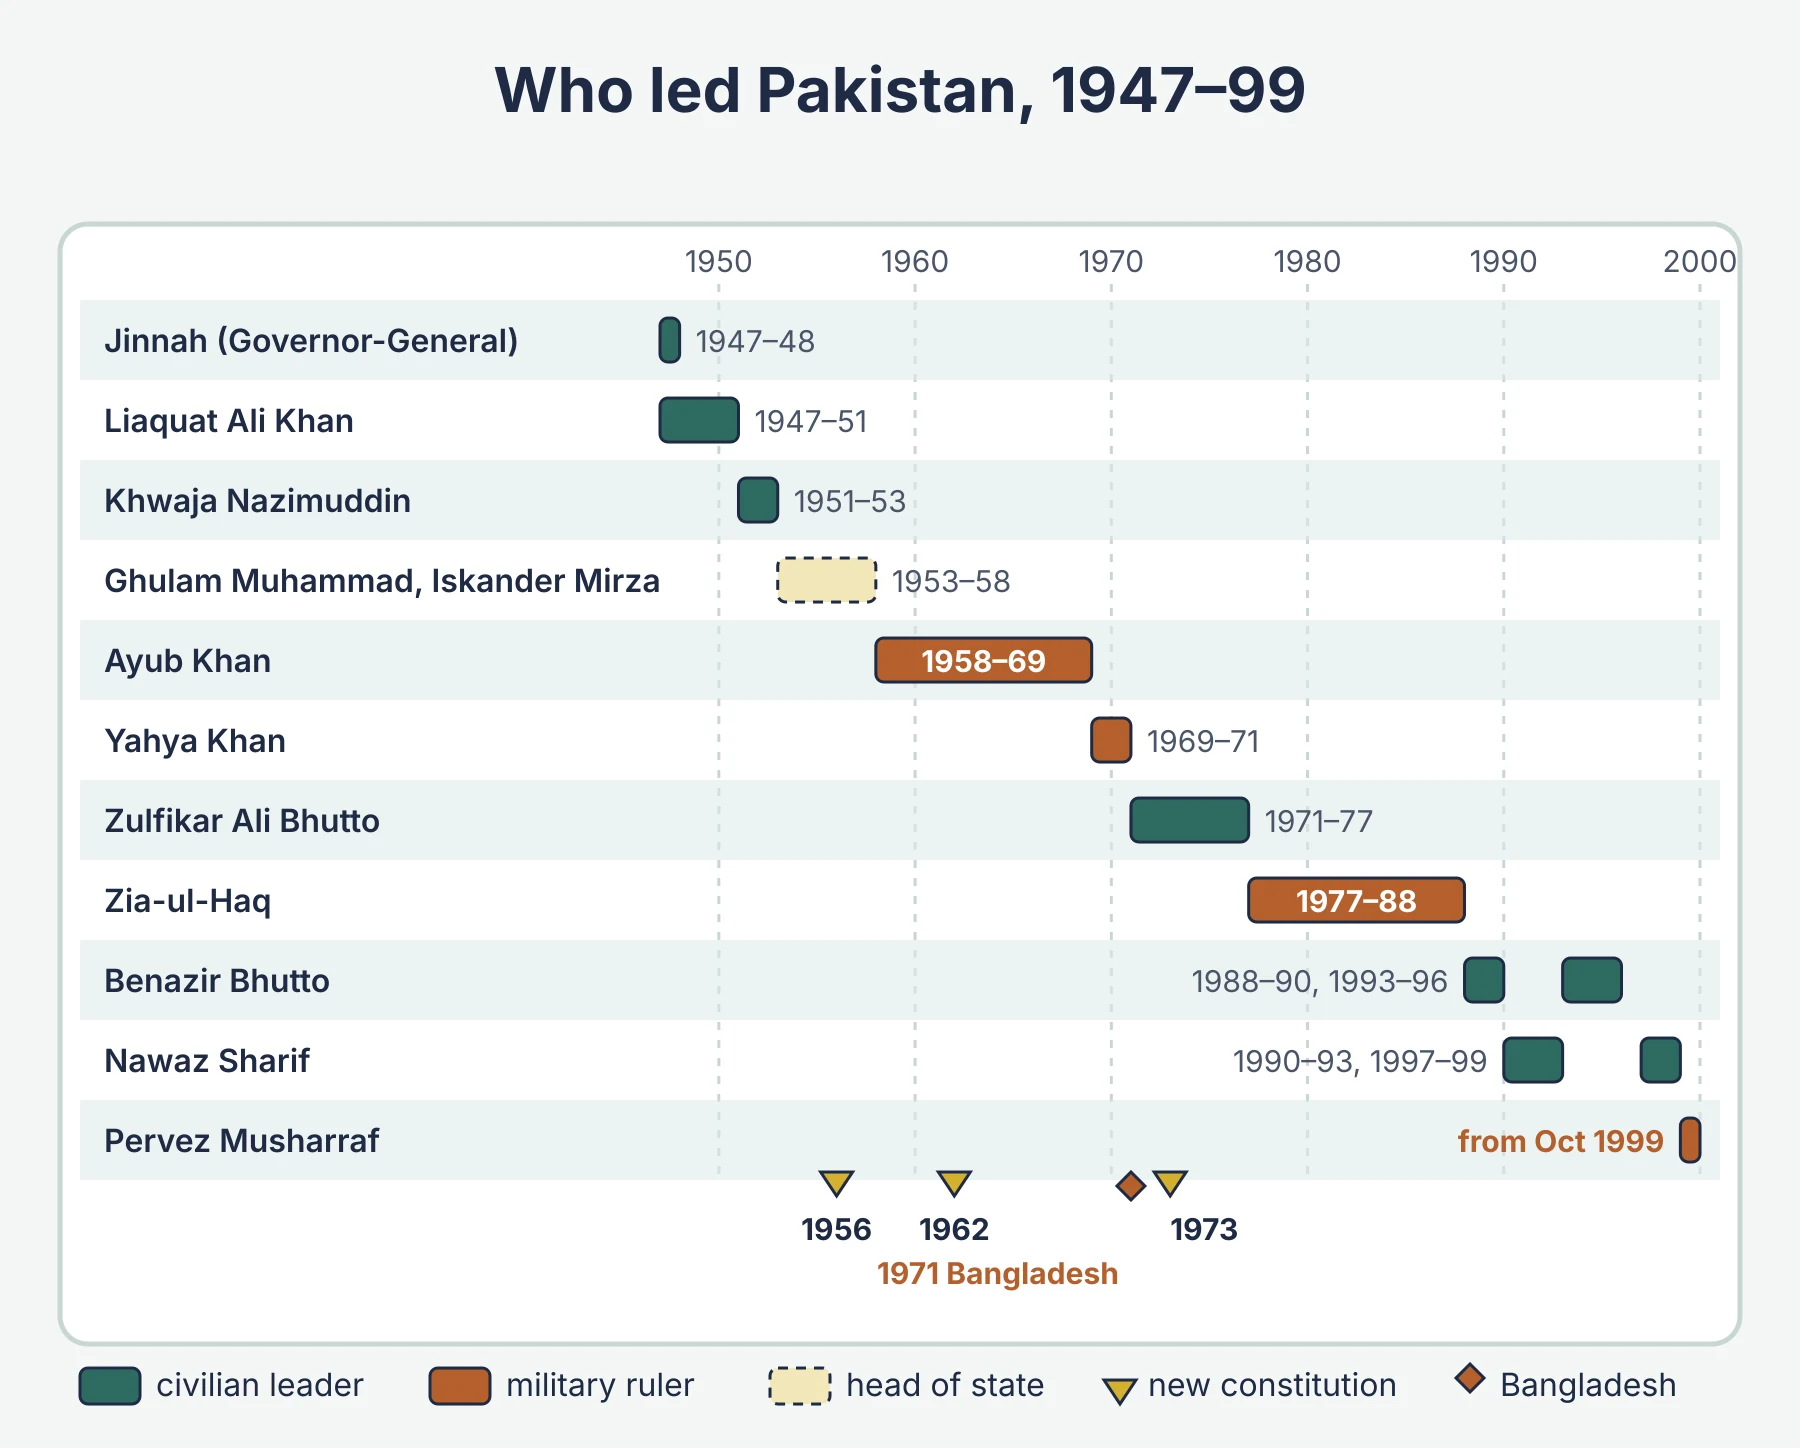 Who led Pakistan, 1947–99
1950 1960 1970 1980 1990 2000
Jinnah (Governor-General) 1947–48
Liaquat Ali Khan 1947–51
Khwaja Nazimuddin 1951–53
Ghulam Muhammad, Iskander Mirza 1953–58
Ayub Khan 1958–69
Yahya Khan 1969–71
Zulfikar Ali Bhutto 1971–77
Zia-ul-Haq 1977–88
Benazir Bhutto 1988–90, 1993–96
Nawaz Sharif 1990–93, 1997–99
Pervez Musharraf from Oct 1999
1956 1962 1973
1971 Bangladesh
civilian leader military ruler head of state new constitution Bangladesh